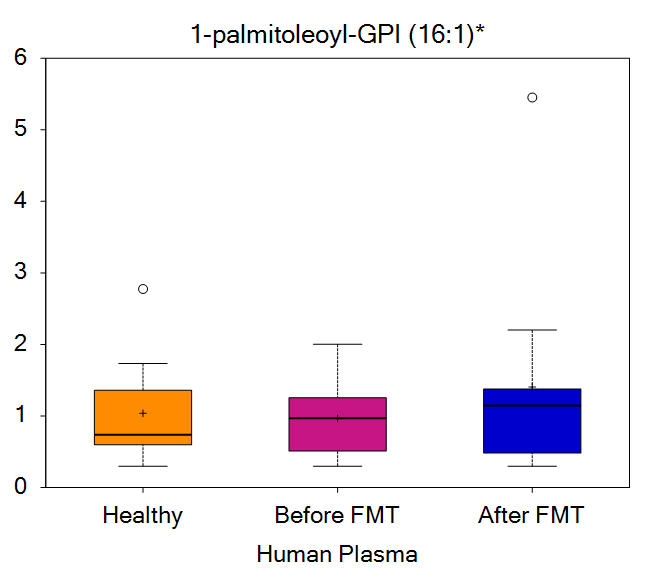 1-palmitoleoyl-GPI (16:1)*
6
5
4
3
2
1
0
Healthy Before FMT After FMT
Human Plasma